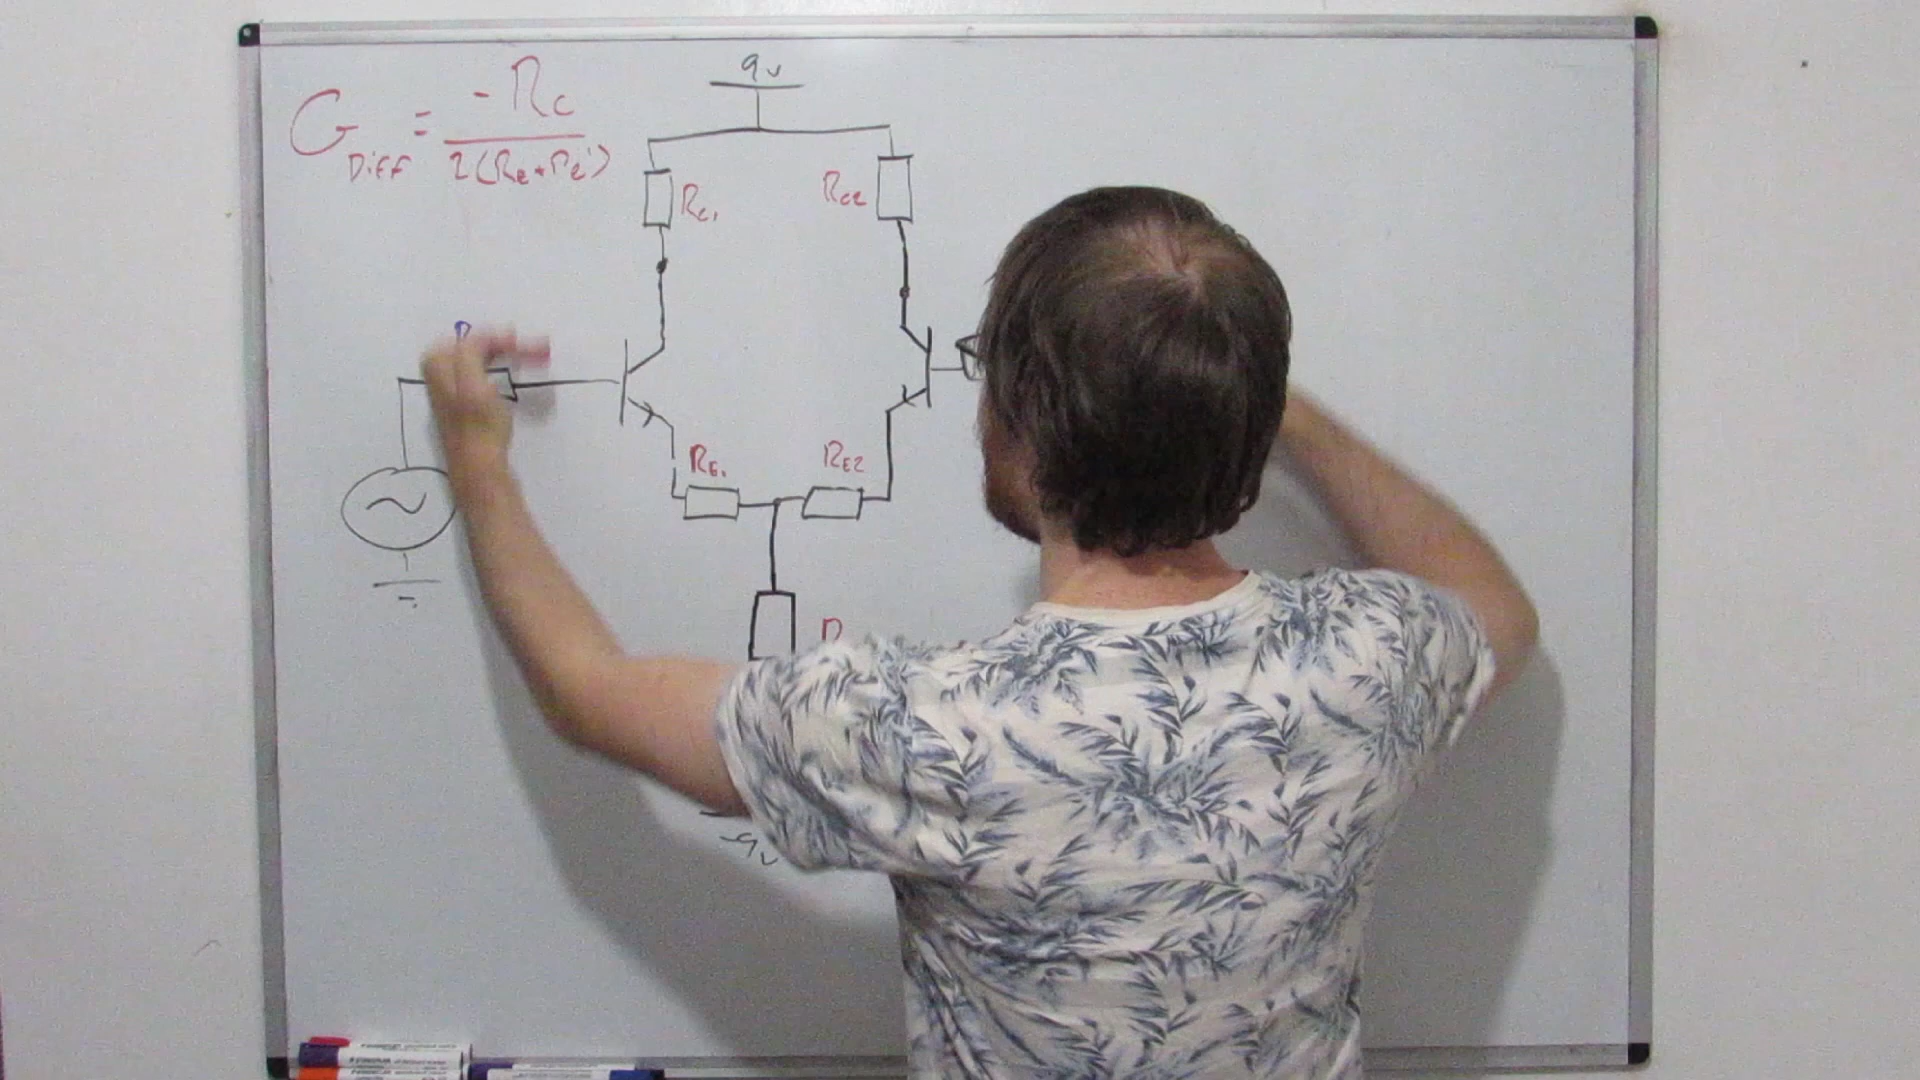 9v
G Diff = -Rc / 2(Re+re')
Rc1
Rc2
RE1
RE2
R
-9v